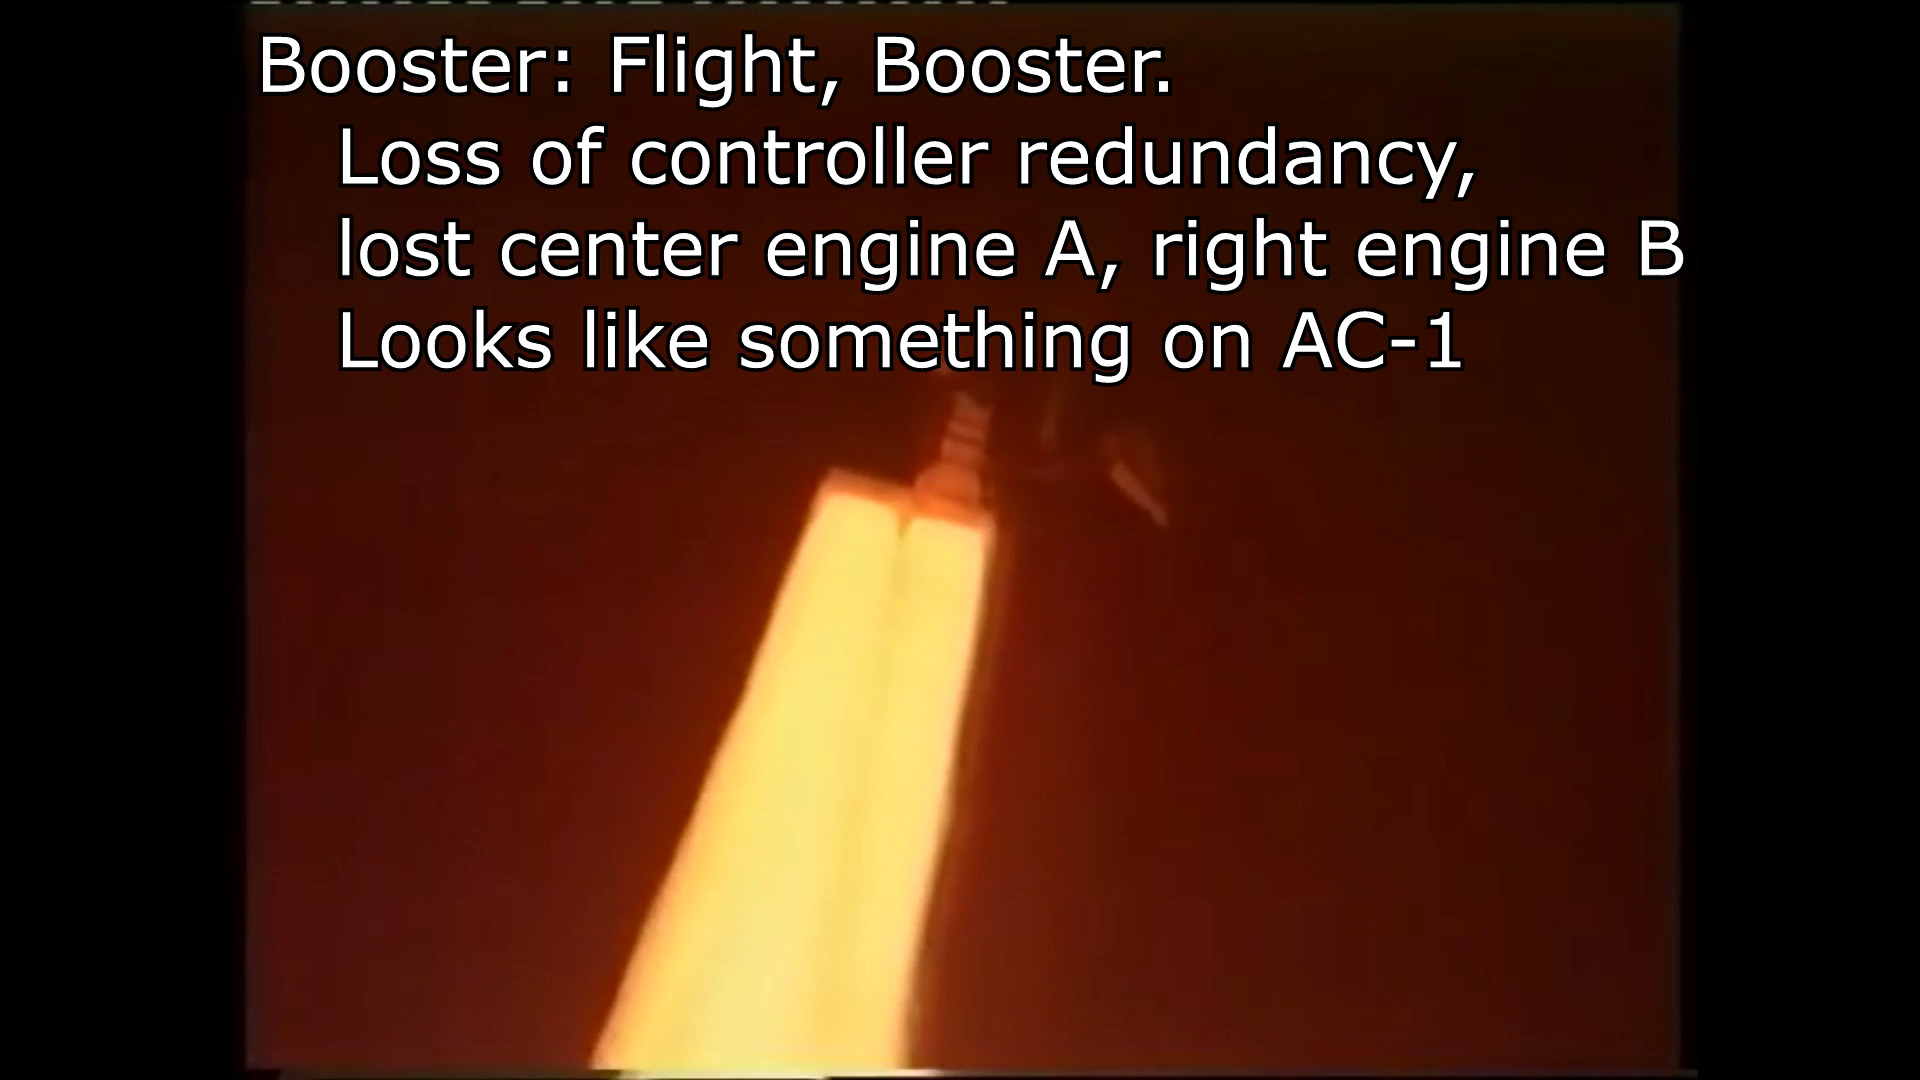 Booster: Flight, Booster.
Loss of controller redundancy,
lost center engine A, right engine B
Looks like something on AC-1